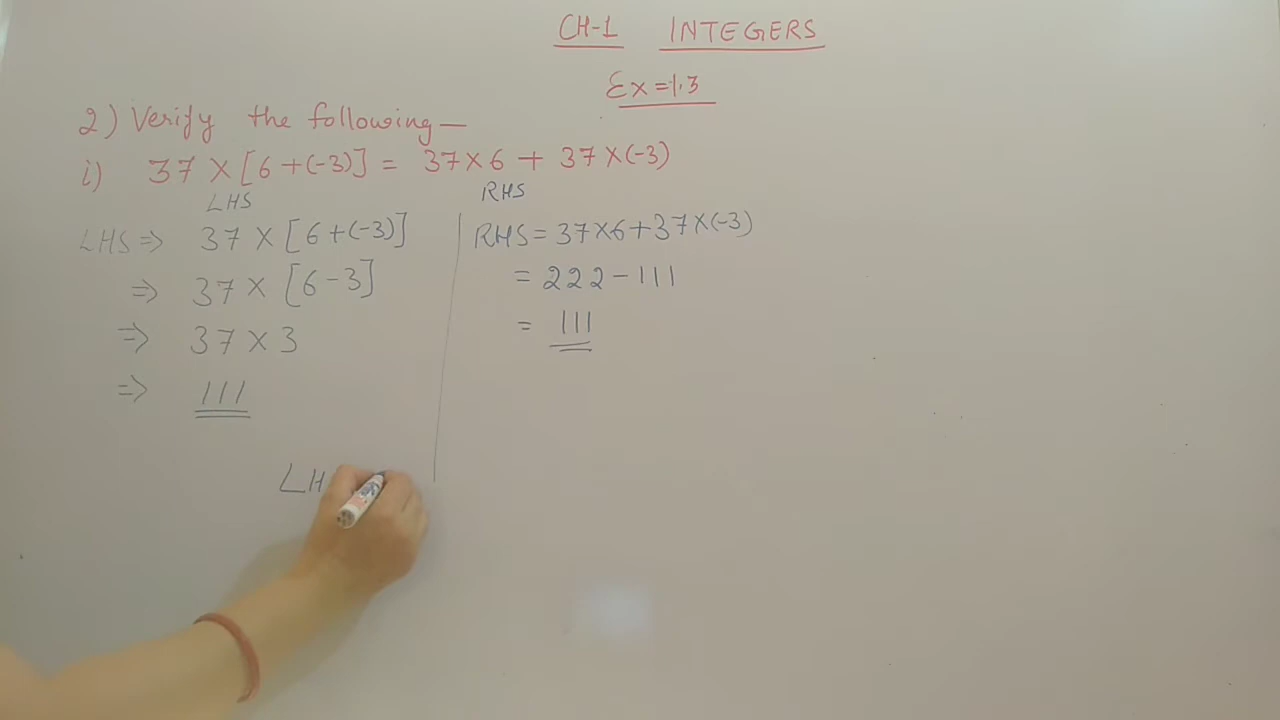 CH-1 INTEGERS
Ex=1.3
2) Verify the following—
i) 37 × [6 +(-3)] = 37×6 + 37×(-3)
LHS RHS
LHS ⇒ 37 × [6+(-3)]
⇒ 37 × [6-3]
⇒ 37 × 3
⇒ 111
RHS = 37×6+37×(-3)
= 222-111
= 111
LH